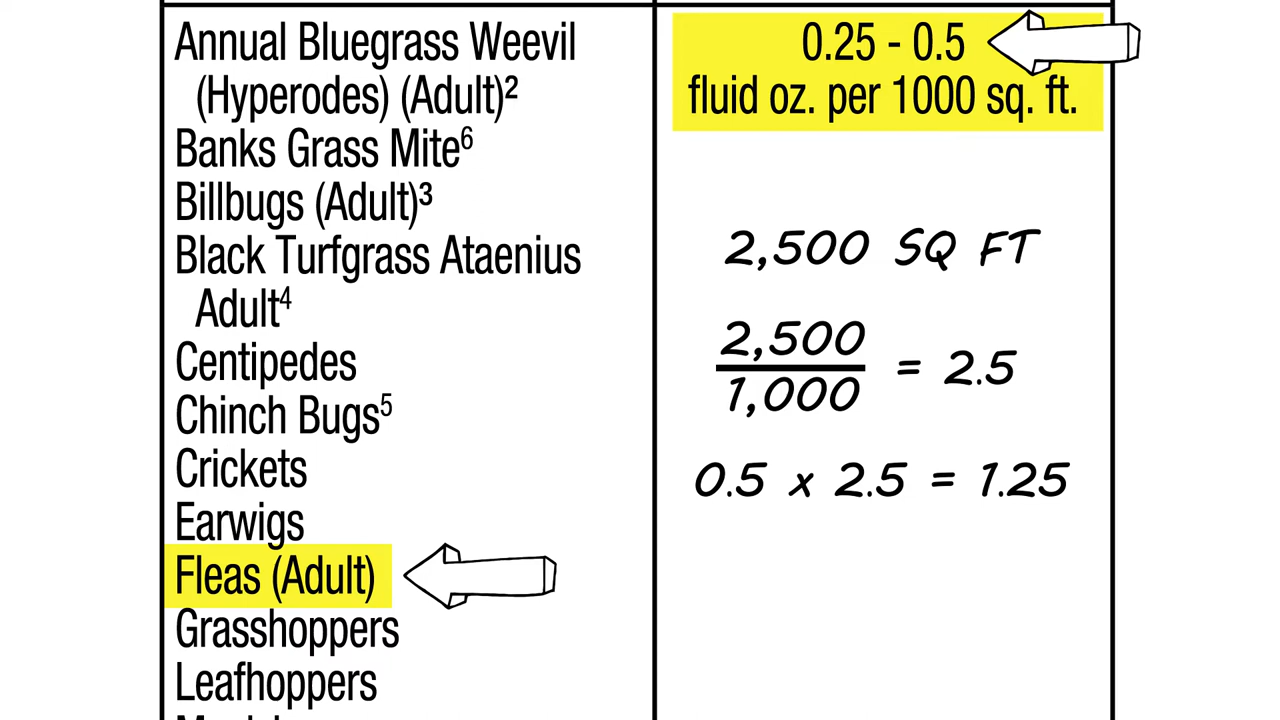 Annual Bluegrass Weevil
(Hyperodes) (Adult)²
Banks Grass Mite⁶
Billbugs (Adult)³
Black Turfgrass Ataenius
Adult⁴
Centipedes
Chinch Bugs⁵
Crickets
Earwigs
Fleas (Adult)
Grasshoppers
Leafhoppers
0.25 - 0.5
fluid oz. per 1000 sq. ft.
2,500 SQ FT
2,500
1,000
= 2.5
0.5 x 2.5 = 1.25